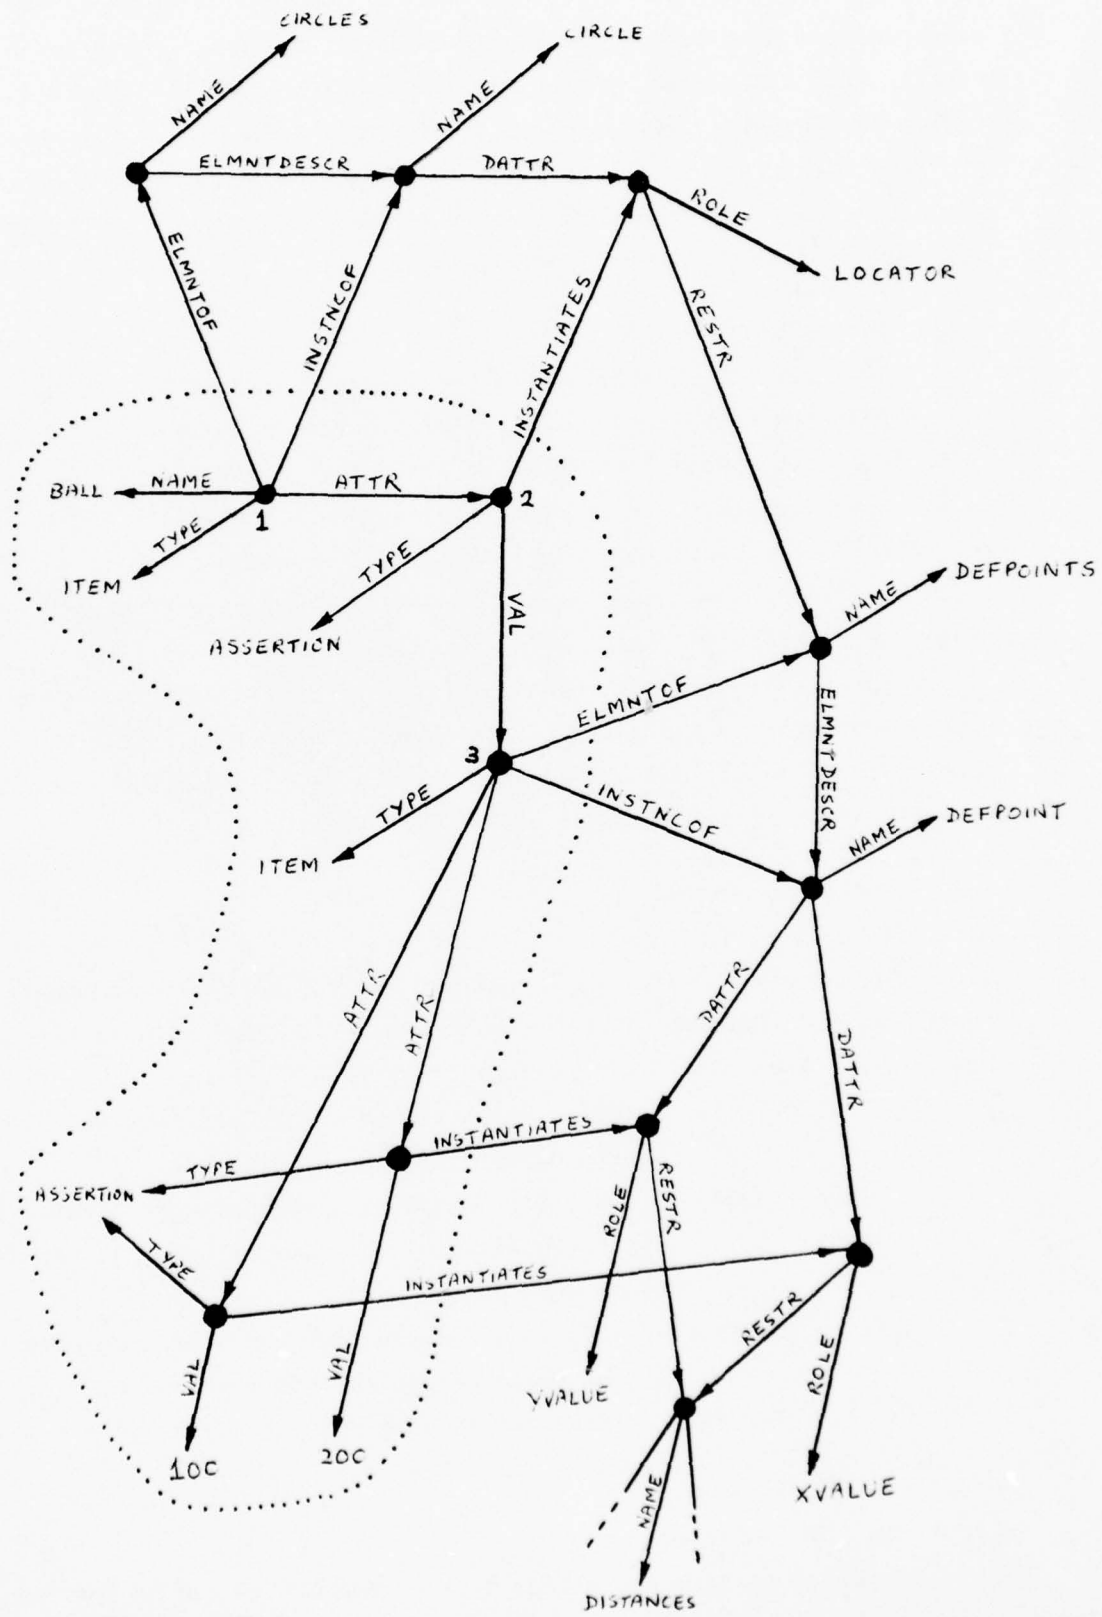 CIRCLES
CIRCLE
NAME
NAME
ELMNTDESCR
DATTR
ROLE
LOCATOR
ELMNTOF
INSTNCOF
INSTANTIATES
RESTR
BALL
NAME
ATTR
1
2
TYPE
ITEM
TYPE
ASSERTION
VAL
NAME
DEFPOINTS
ELMNTOF
ELMNTDESCR
3
TYPE
ITEM
INSTNCOF
NAME
DEFPOINT
ATTR
ATTR
DATTR
DATTR
INSTANTIATES
TYPE
ASSERTION
TYPE
ROLE
RESTR
INSTANTIATES
RESTR
ROLE
VAL
VAL
YVALUE
100
200
NAME
XVALUE
DISTANCES